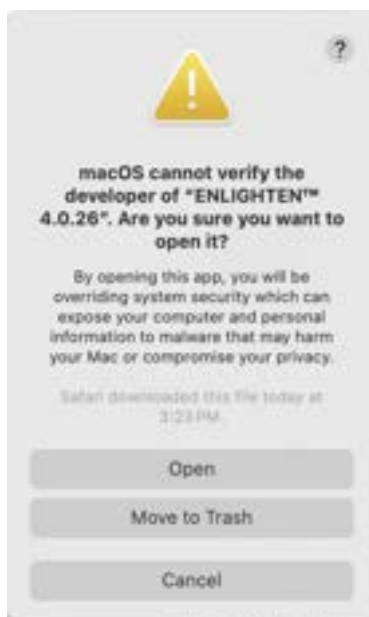 ?
macOS cannot verify the
developer of “ENLIGHTEN™
4.0.26”. Are you sure you want to
open it?
By opening this app, you will be
overriding system security which can
expose your computer and personal
information to malware that may harm
your Mac or compromise your privacy.
Safari downloaded this file today at
3:23 PM.
Open
Move to Trash
Cancel